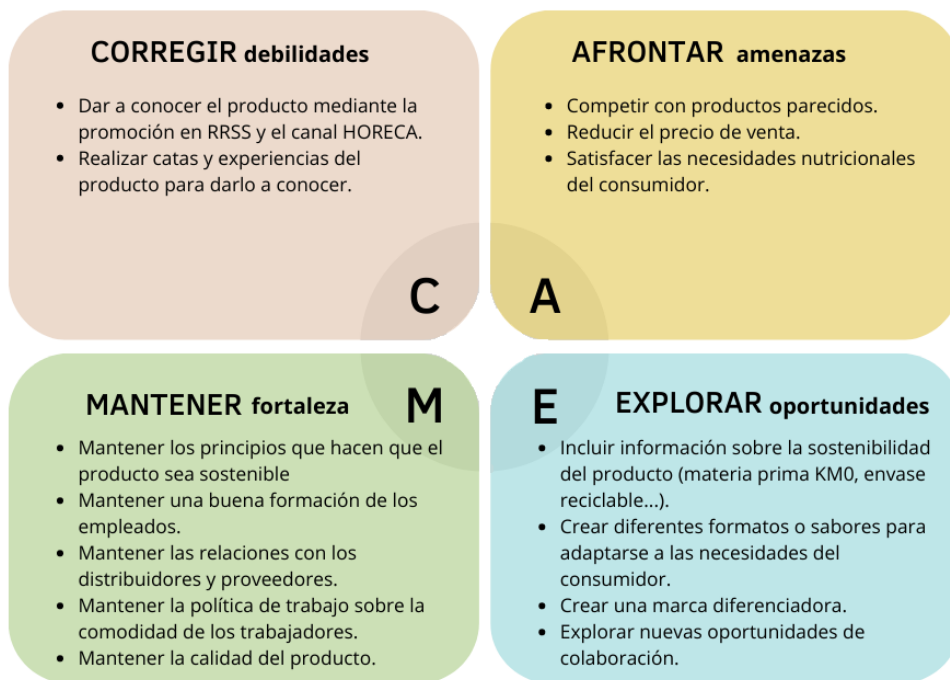 CORREGIR debilidades
• Dar a conocer el producto mediante la
promoción en RRSS y el canal HORECA.
• Realizar catas y experiencias del
producto para darlo a conocer.
C
AFRONTAR amenazas
• Competir con productos parecidos.
• Reducir el precio de venta.
• Satisfacer las necesidades nutricionales
del consumidor.
A
MANTENER fortaleza
M
• Mantener los principios que hacen que el
producto sea sostenible
• Mantener una buena formación de los
empleados.
• Mantener las relaciones con los
distribuidores y proveedores.
• Mantener la política de trabajo sobre la
comodidad de los trabajadores.
• Mantener la calidad del producto.
E
EXPLORAR oportunidades
• Incluir información sobre la sostenibilidad
del producto (materia prima KM0, envase
reciclable...).
• Crear diferentes formatos o sabores para
adaptarse a las necesidades del
consumidor.
• Crear una marca diferenciadora.
• Explorar nuevas oportunidades de
colaboración.